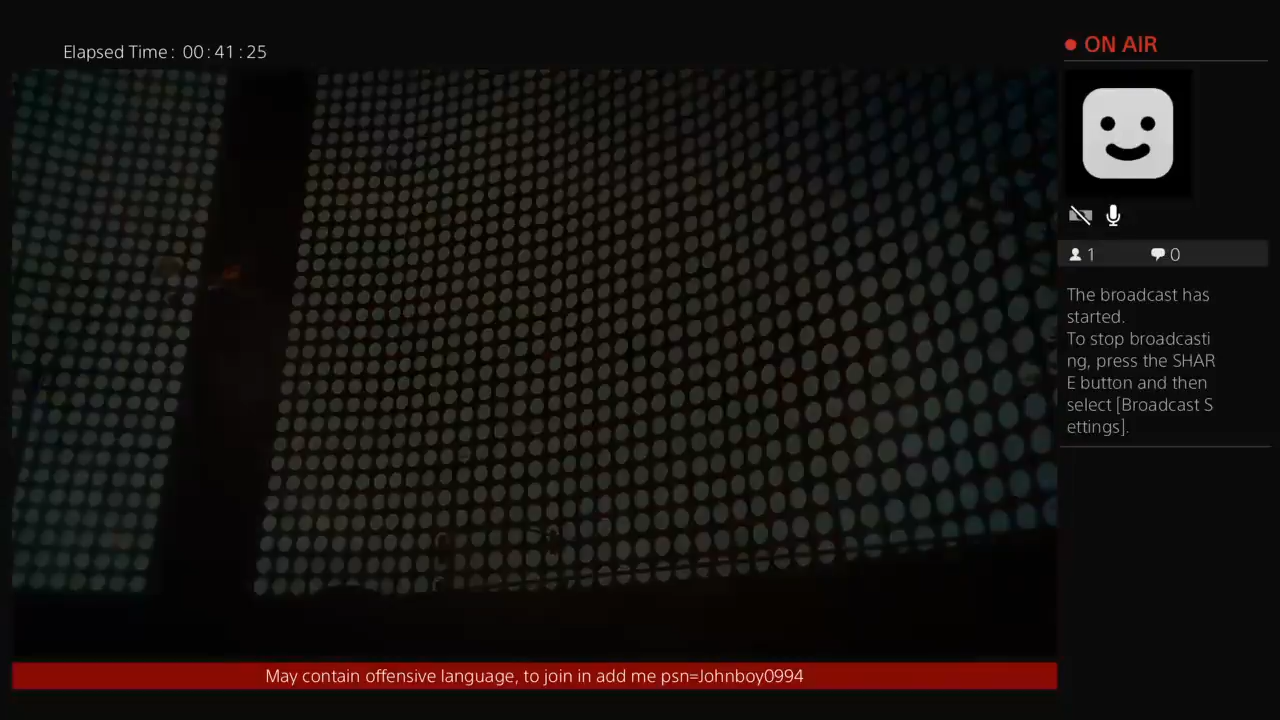 Elapsed Time: 00:41:25
ON AIR
1
0
The broadcast has
started.
To stop broadcasti
ng, press the SHAR
E button and then
select [Broadcast S
ettings].
May contain offensive language, to join in add me psn=Johnboy0994